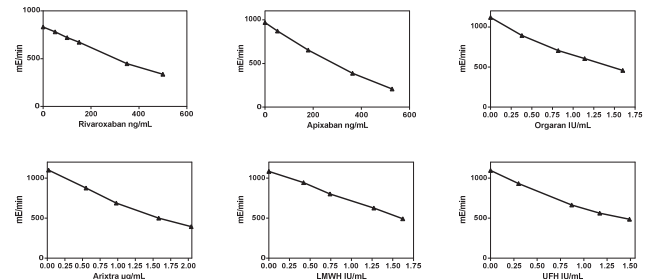 1000
500
0
mE/min
0 200 400 600
Rivaroxaban ng/mL
1000
500
0
mE/min
0 200 400 600
Apixaban ng/mL
1000
500
0
mE/min
0.00 0.25 0.50 0.75 1.00 1.25 1.50 1.75
Orgaran IU/mL
1000
500
0
mE/min
0.00 0.25 0.50 0.75 1.00 1.25 1.50 1.75 2.00
Arixtra µg/mL
1000
500
0
mE/min
0.00 0.25 0.50 0.75 1.00 1.25 1.50 1.75
LMWH IU/mL
1000
500
0
mE/min
0.00 0.25 0.50 0.75 1.00 1.25 1.50
UFH IU/mL